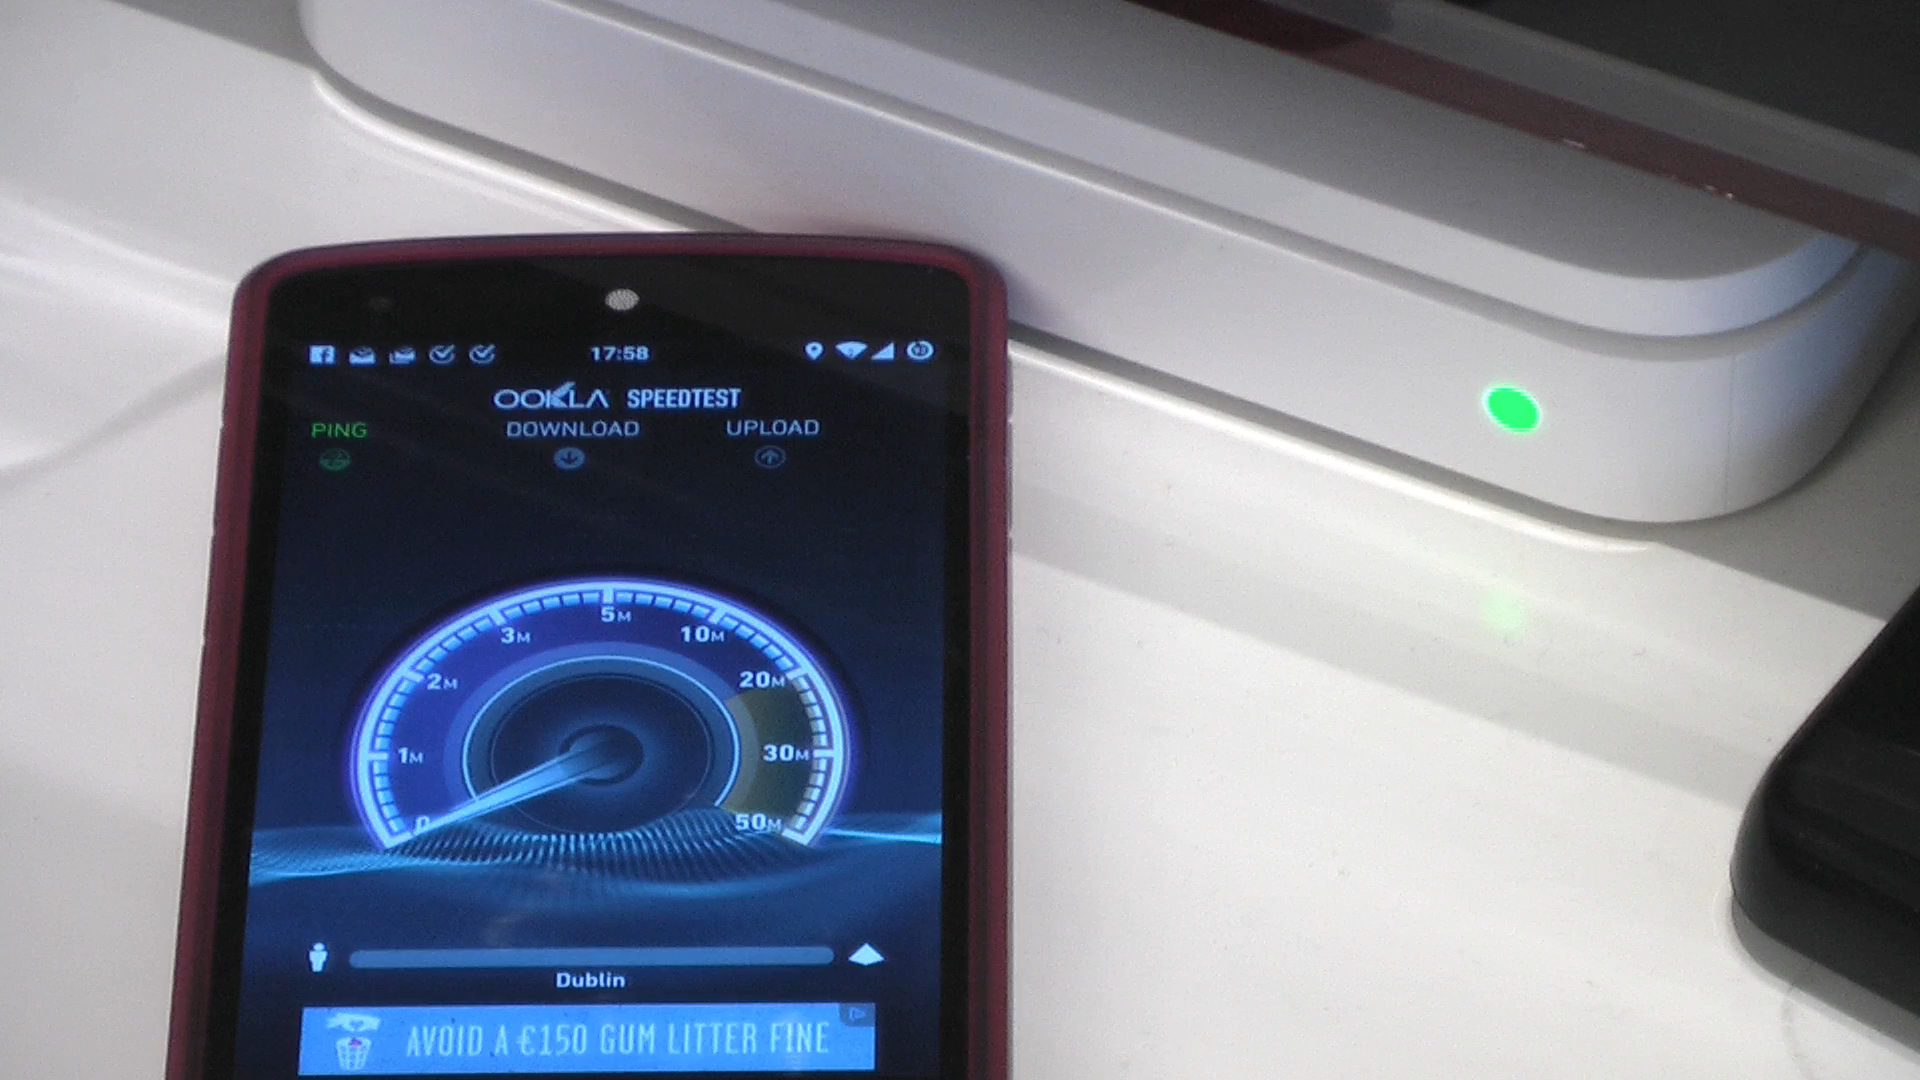 17:58
OOKLA SPEEDTEST
PING DOWNLOAD UPLOAD
5M
3M 10M
2M 20M
1M 30M
0 50M
Dublin
AVOID A €150 GUM LITTER FINE